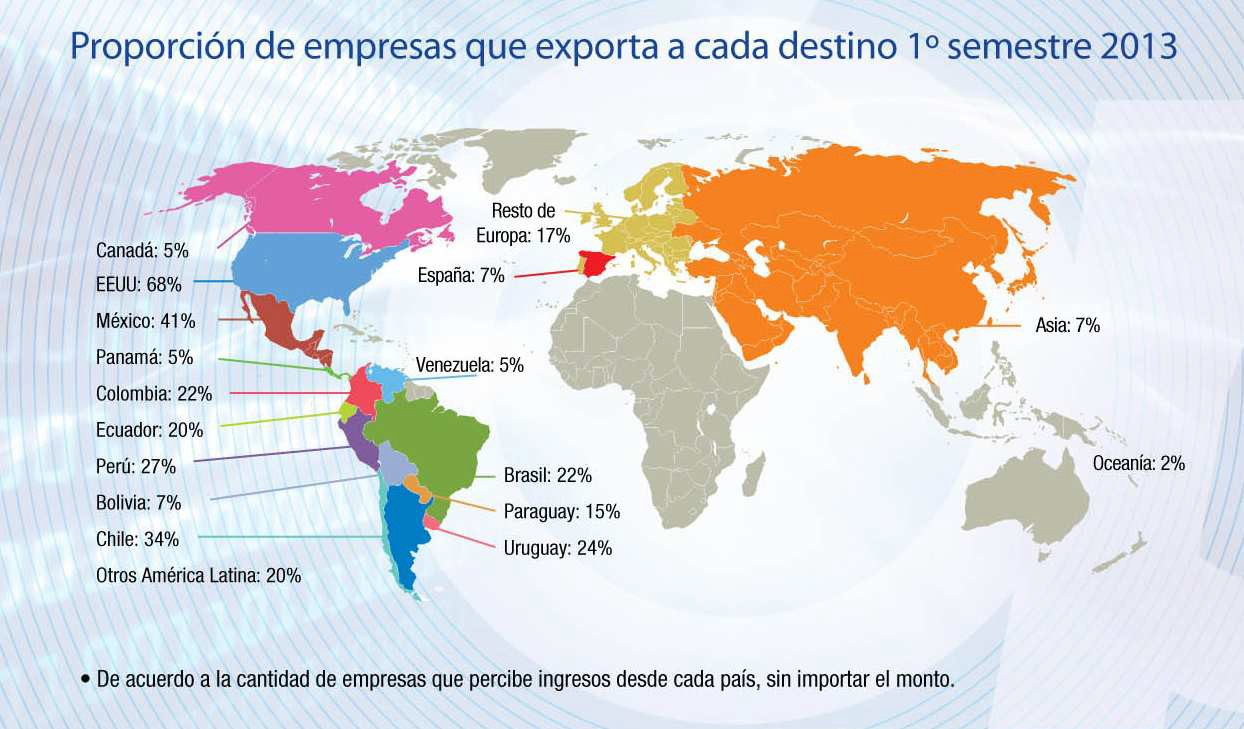 Proporción de empresas que exporta a cada destino 1º semestre 2013
Resto de
Europa: 17%
Canadá: 5%
España: 7%
EEUU: 68%
México: 41%
Asia: 7%
Panamá: 5%
Venezuela: 5%
Colombia: 22%
Ecuador: 20%
Perú: 27%
Oceanía: 2%
Brasil: 22%
Bolivia: 7%
Paraguay: 15%
Chile: 34%
Uruguay: 24%
Otros América Latina: 20%
• De acuerdo a la cantidad de empresas que percibe ingresos desde cada país, sin importar el monto.